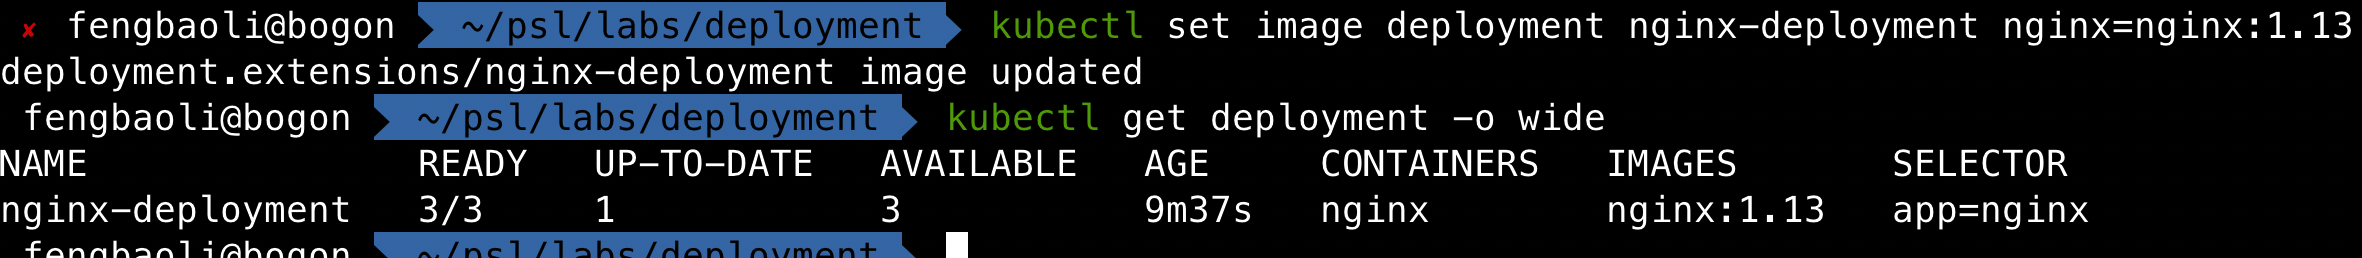 ✘ fengbaoli@bogon ~/psl/labs/deployment kubectl set image deployment nginx-deployment nginx=nginx:1.13
deployment.extensions/nginx-deployment image updated
fengbaoli@bogon ~/psl/labs/deployment kubectl get deployment -o wide
NAME READY UP-TO-DATE AVAILABLE AGE CONTAINERS IMAGES SELECTOR
nginx-deployment 3/3 1 3 9m37s nginx nginx:1.13 app=nginx
fengbaoli@bogon ~/psl/labs/deployment